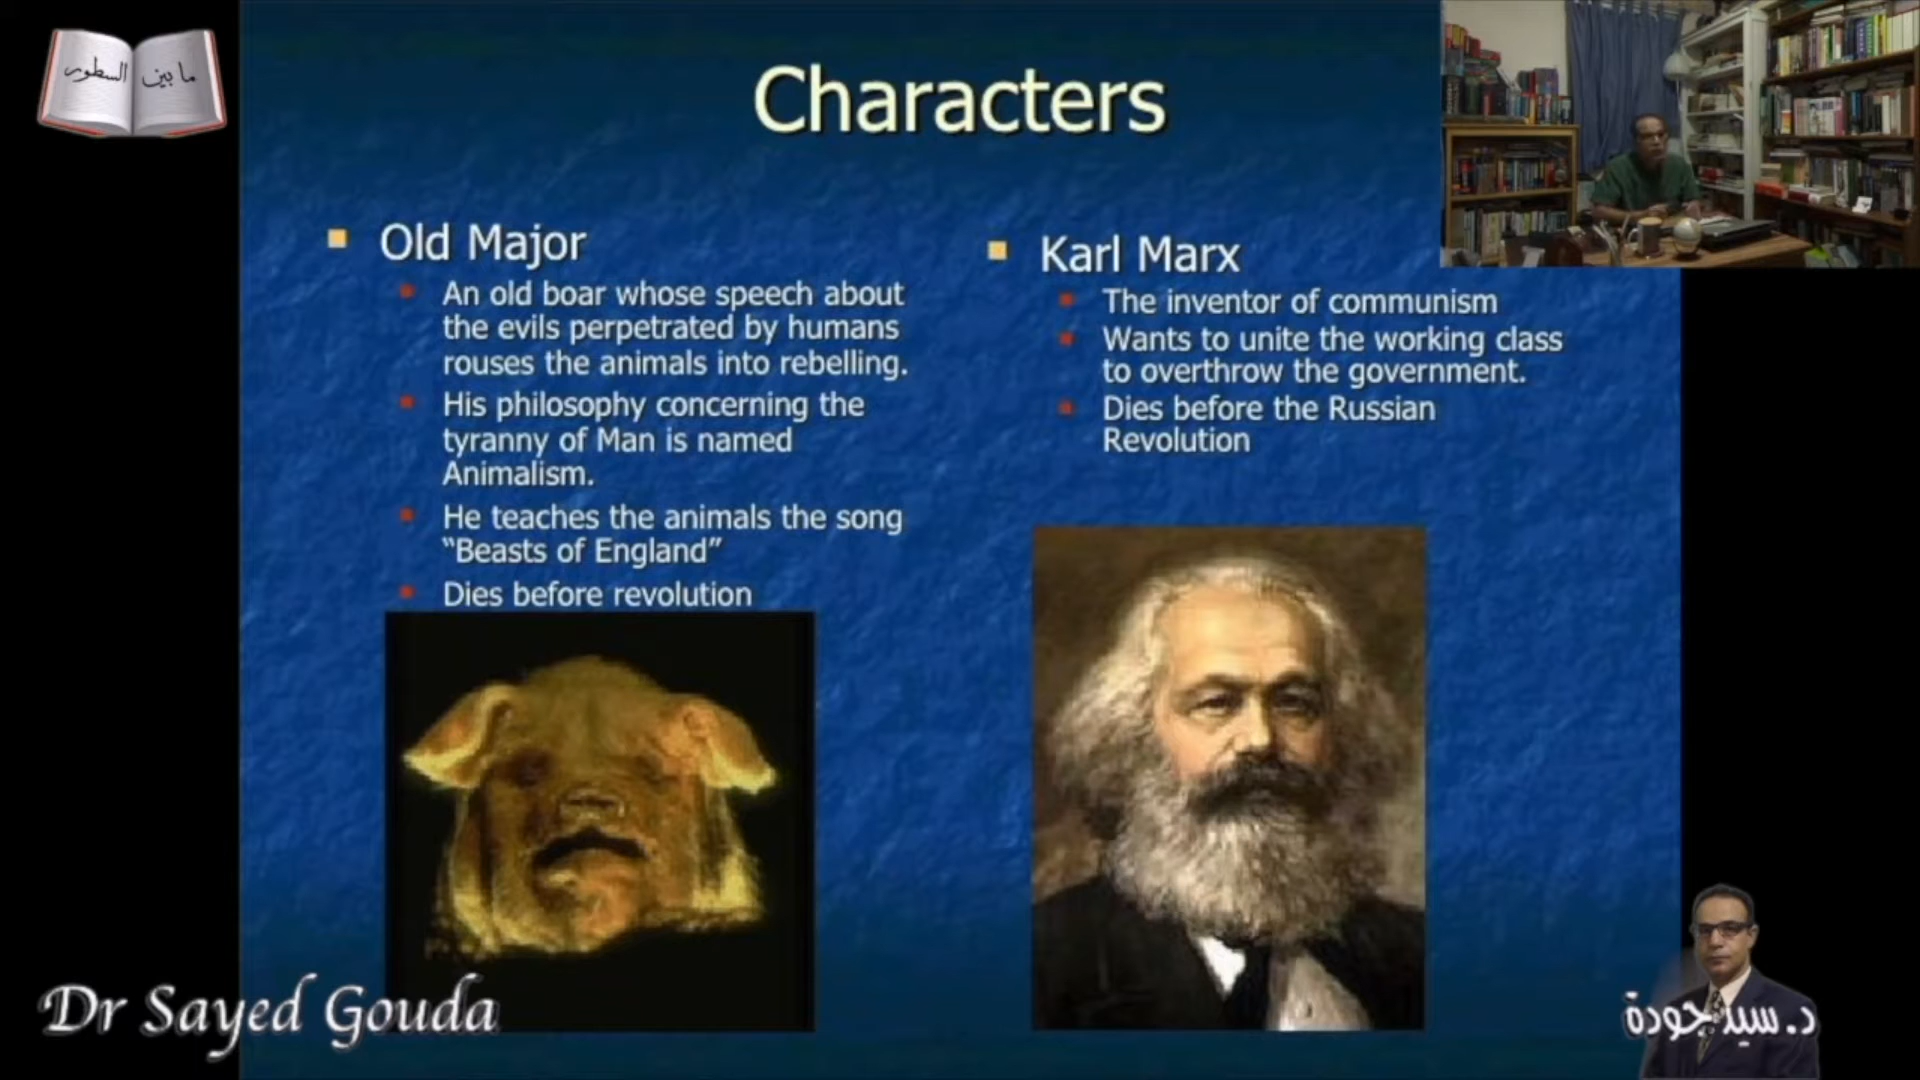 ما بين السطور
Characters
Old Major
An old boar whose speech about
the evils perpetrated by humans
rouses the animals into rebelling.
His philosophy concerning the
tyranny of Man is named
Animalism.
He teaches the animals the song
“Beasts of England”
Dies before revolution
Karl Marx
The inventor of communism
Wants to unite the working class
to overthrow the government.
Dies before the Russian
Revolution
Dr Sayed Gouda
د. سيد جودة